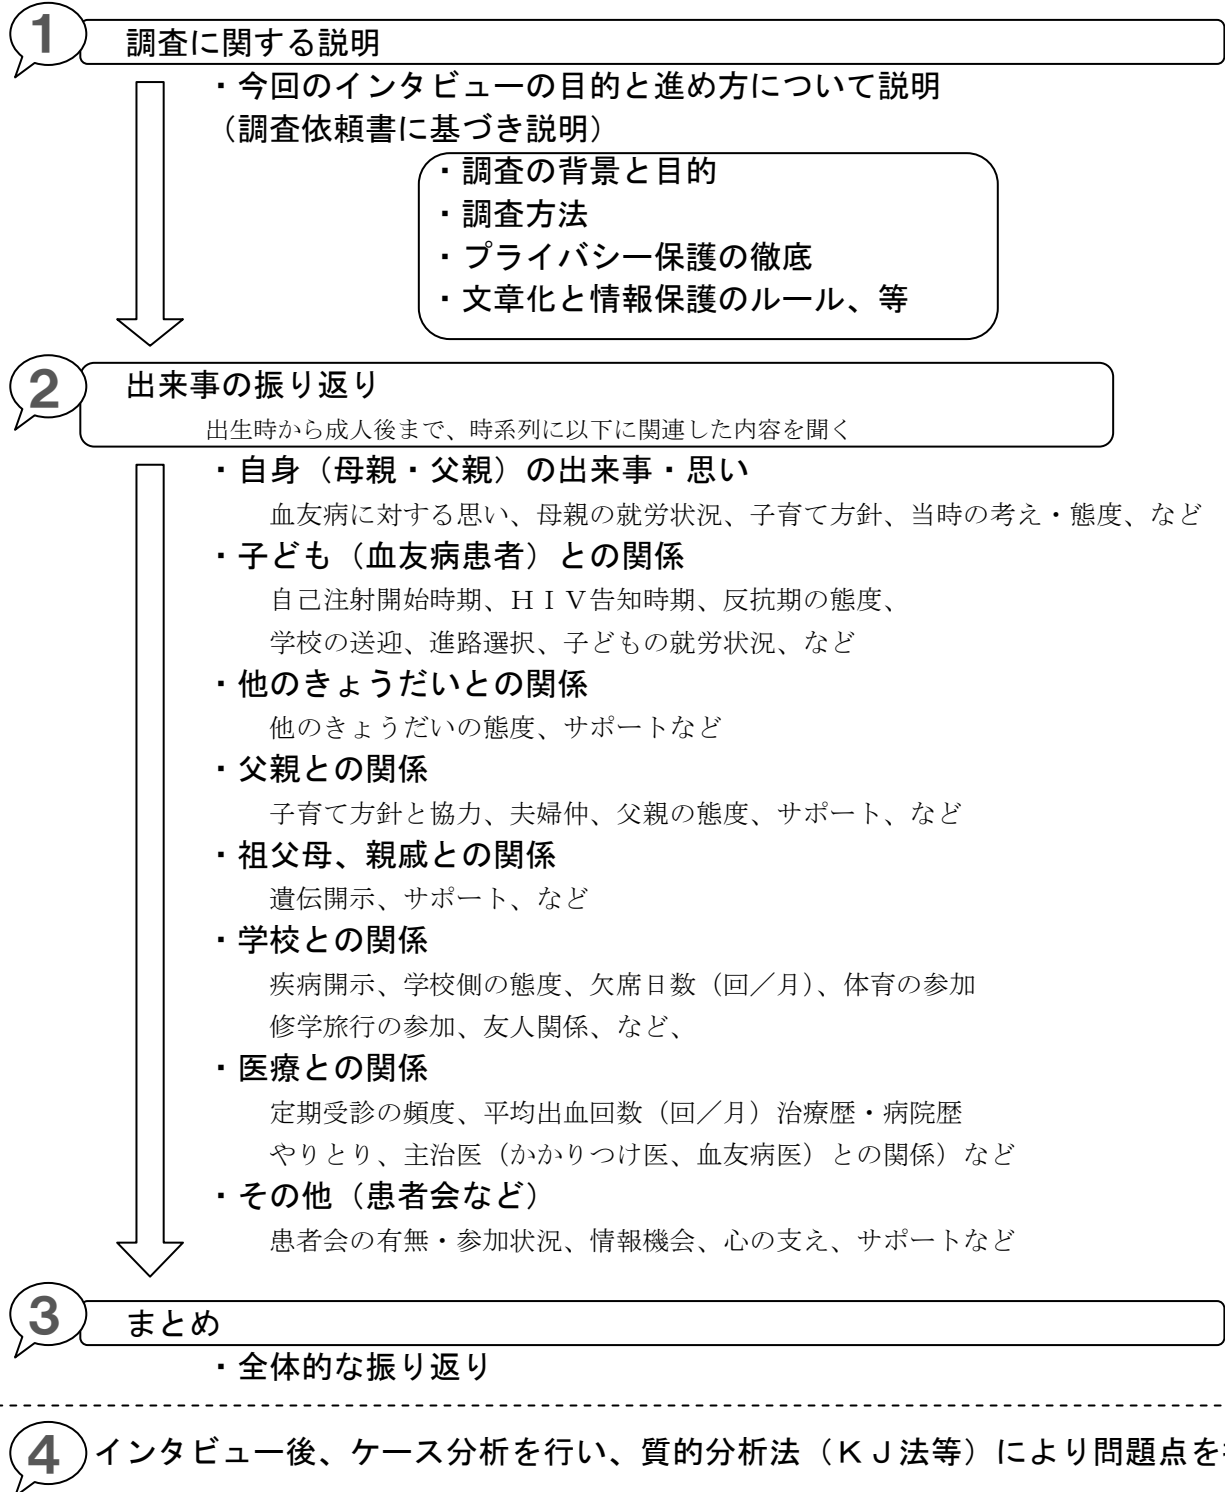 1
調査に関する説明
・今回のインタビューの目的と進め方について説明
（調査依頼書に基づき説明）
・調査の背景と目的
・調査方法
・プライバシー保護の徹底
・文章化と情報保護のルール、等
2
出来事の振り返り
出生時から成人後まで、時系列に以下に関連した内容を聞く
・自身（母親・父親）の出来事・思い
血友病に対する思い、母親の就労状況、子育て方針、当時の考え・態度、など
・子ども（血友病患者）との関係
自己注射開始時期、ＨＩＶ告知時期、反抗期の態度、
学校の送迎、進路選択、子どもの就労状況、など
・他のきょうだいとの関係
他のきょうだいの態度、サポートなど
・父親との関係
子育て方針と協力、夫婦仲、父親の態度、サポート、など
・祖父母、親戚との関係
遺伝開示、サポート、など
・学校との関係
疾病開示、学校側の態度、欠席日数（回／月）、体育の参加
修学旅行の参加、友人関係、など、
・医療との関係
定期受診の頻度、平均出血回数（回／月）治療歴・病院歴
やりとり、主治医（かかりつけ医、血友病医）との関係）など
・その他（患者会など）
患者会の有無・参加状況、情報機会、心の支え、サポートなど
3
まとめ
・全体的な振り返り
4
インタビュー後、ケース分析を行い、質的分析法（ＫＪ法等）により問題点を